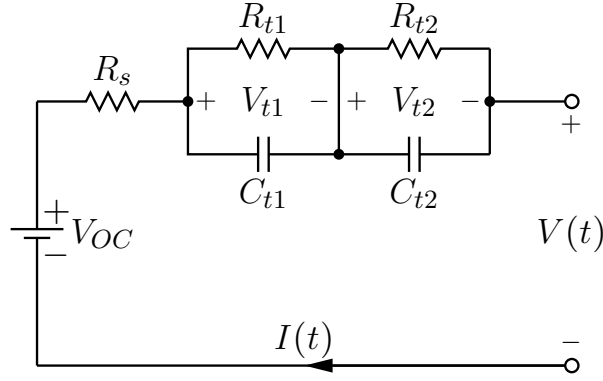 R_{t1} R_{t2}
R_s
+ V_{t1} − + V_{t2} −
+
C_{t1} C_{t2}
+
V_{OC}
−
V(t)
I(t)
−